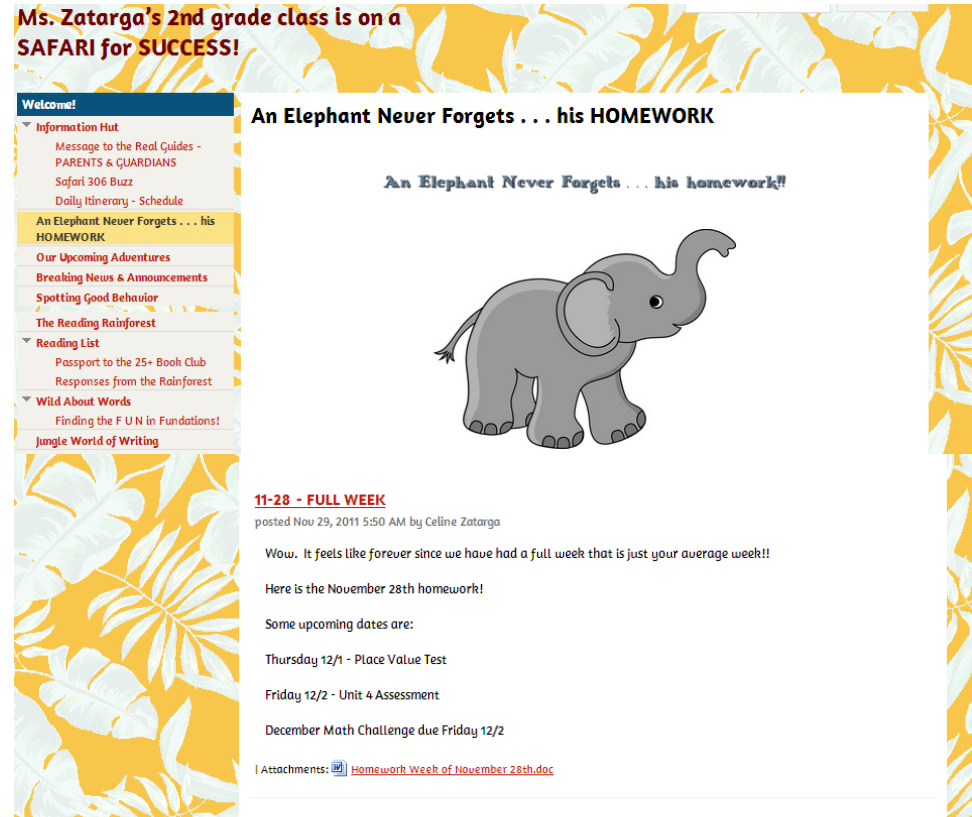 Ms. Zatarga's 2nd grade class is on a
SAFARI for SUCCESS!
Welcome!
Information Hut
Message to the Real Guides -
PARENTS & GUARDIANS
Safari 306 Buzz
Daily Itinerary - Schedule
An Elephant Never Forgets . . . his
HOMEWORK
Our Upcoming Adventures
Breaking News & Announcements
Spotting Good Behavior
The Reading Rainforest
Reading List
Passport to the 25+ Book Club
Responses from the Rainforest
Wild About Words
Finding the F U N in Fundations!
Jungle World of Writing
An Elephant Never Forgets . . . his HOMEWORK
An Elephant Never Forgets . . . his homework!!
11-28 - FULL WEEK
posted Nov 29, 2011 5:50 AM by Celine Zatarga
Wow. It feels like forever since we have had a full week that is just your average week!!
Here is the November 28th homework!
Some upcoming dates are:
Thursday 12/1 - Place Value Test
Friday 12/2 - Unit 4 Assessment
December Math Challenge due Friday 12/2
| Attachments: Homework Week of November 28th.doc